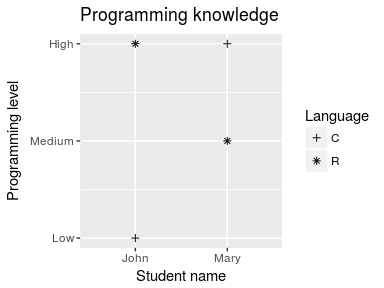 Programming knowledge
Programming level
High
Medium
Low
John Mary
Student name
Language
C
R